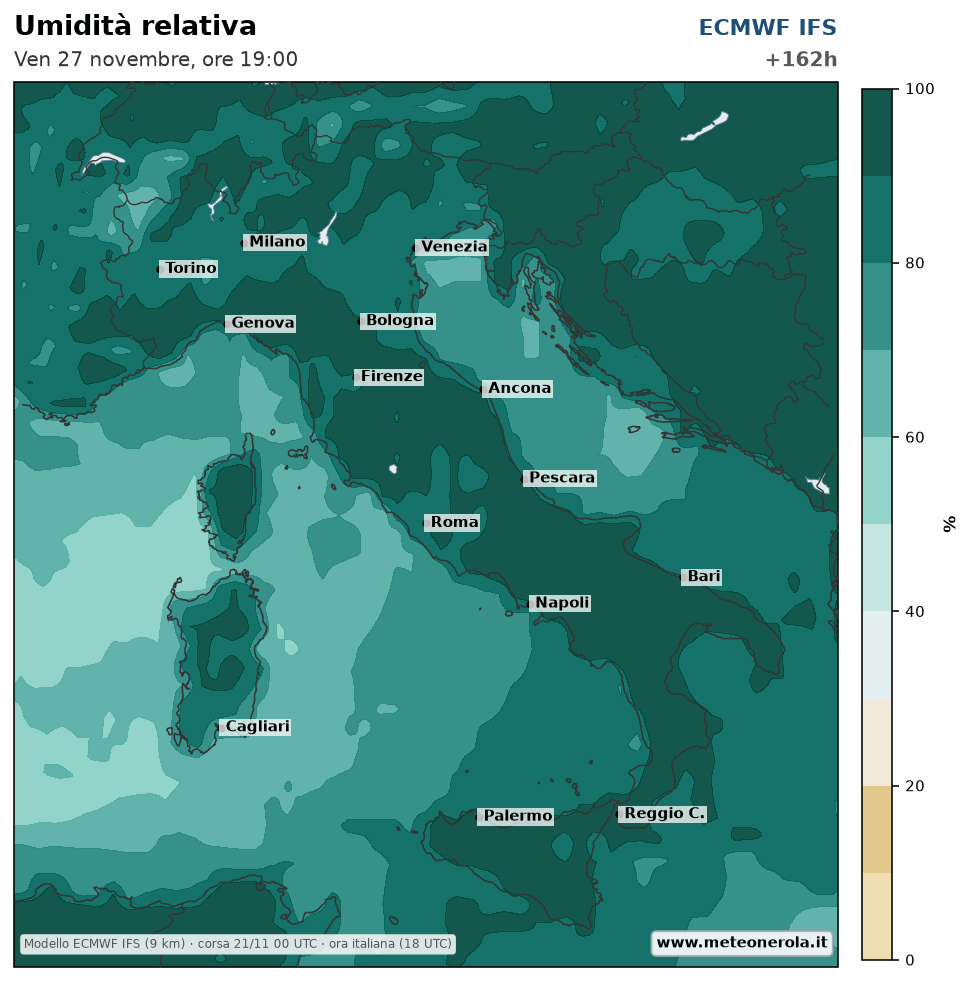 Umidità relativa
ECMWF IFS
Ven 27 novembre, ore 19:00
+162h
100
80
60
40
20
0
%
Milano
Venezia
Torino
Genova
Bologna
Firenze
Ancona
Pescara
Roma
Bari
Napoli
Cagliari
Palermo
Reggio C.
Modello ECMWF IFS (9 km) · corsa 21/11 00 UTC · ora italiana (18 UTC)
www.meteonerola.it